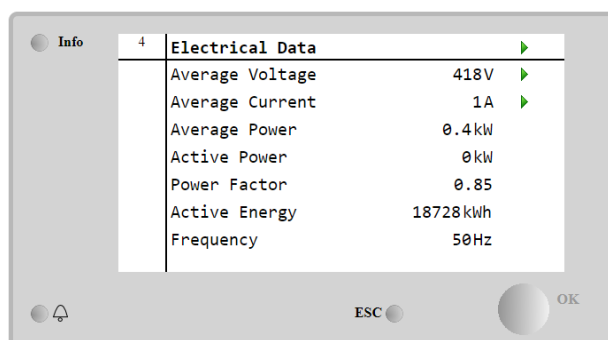 Info
4 Electrical Data
Average Voltage 418V
Average Current 1A
Average Power 0.4kW
Active Power 0kW
Power Factor 0.85
Active Energy 18728kWh
Frequency 50Hz
ESC OK